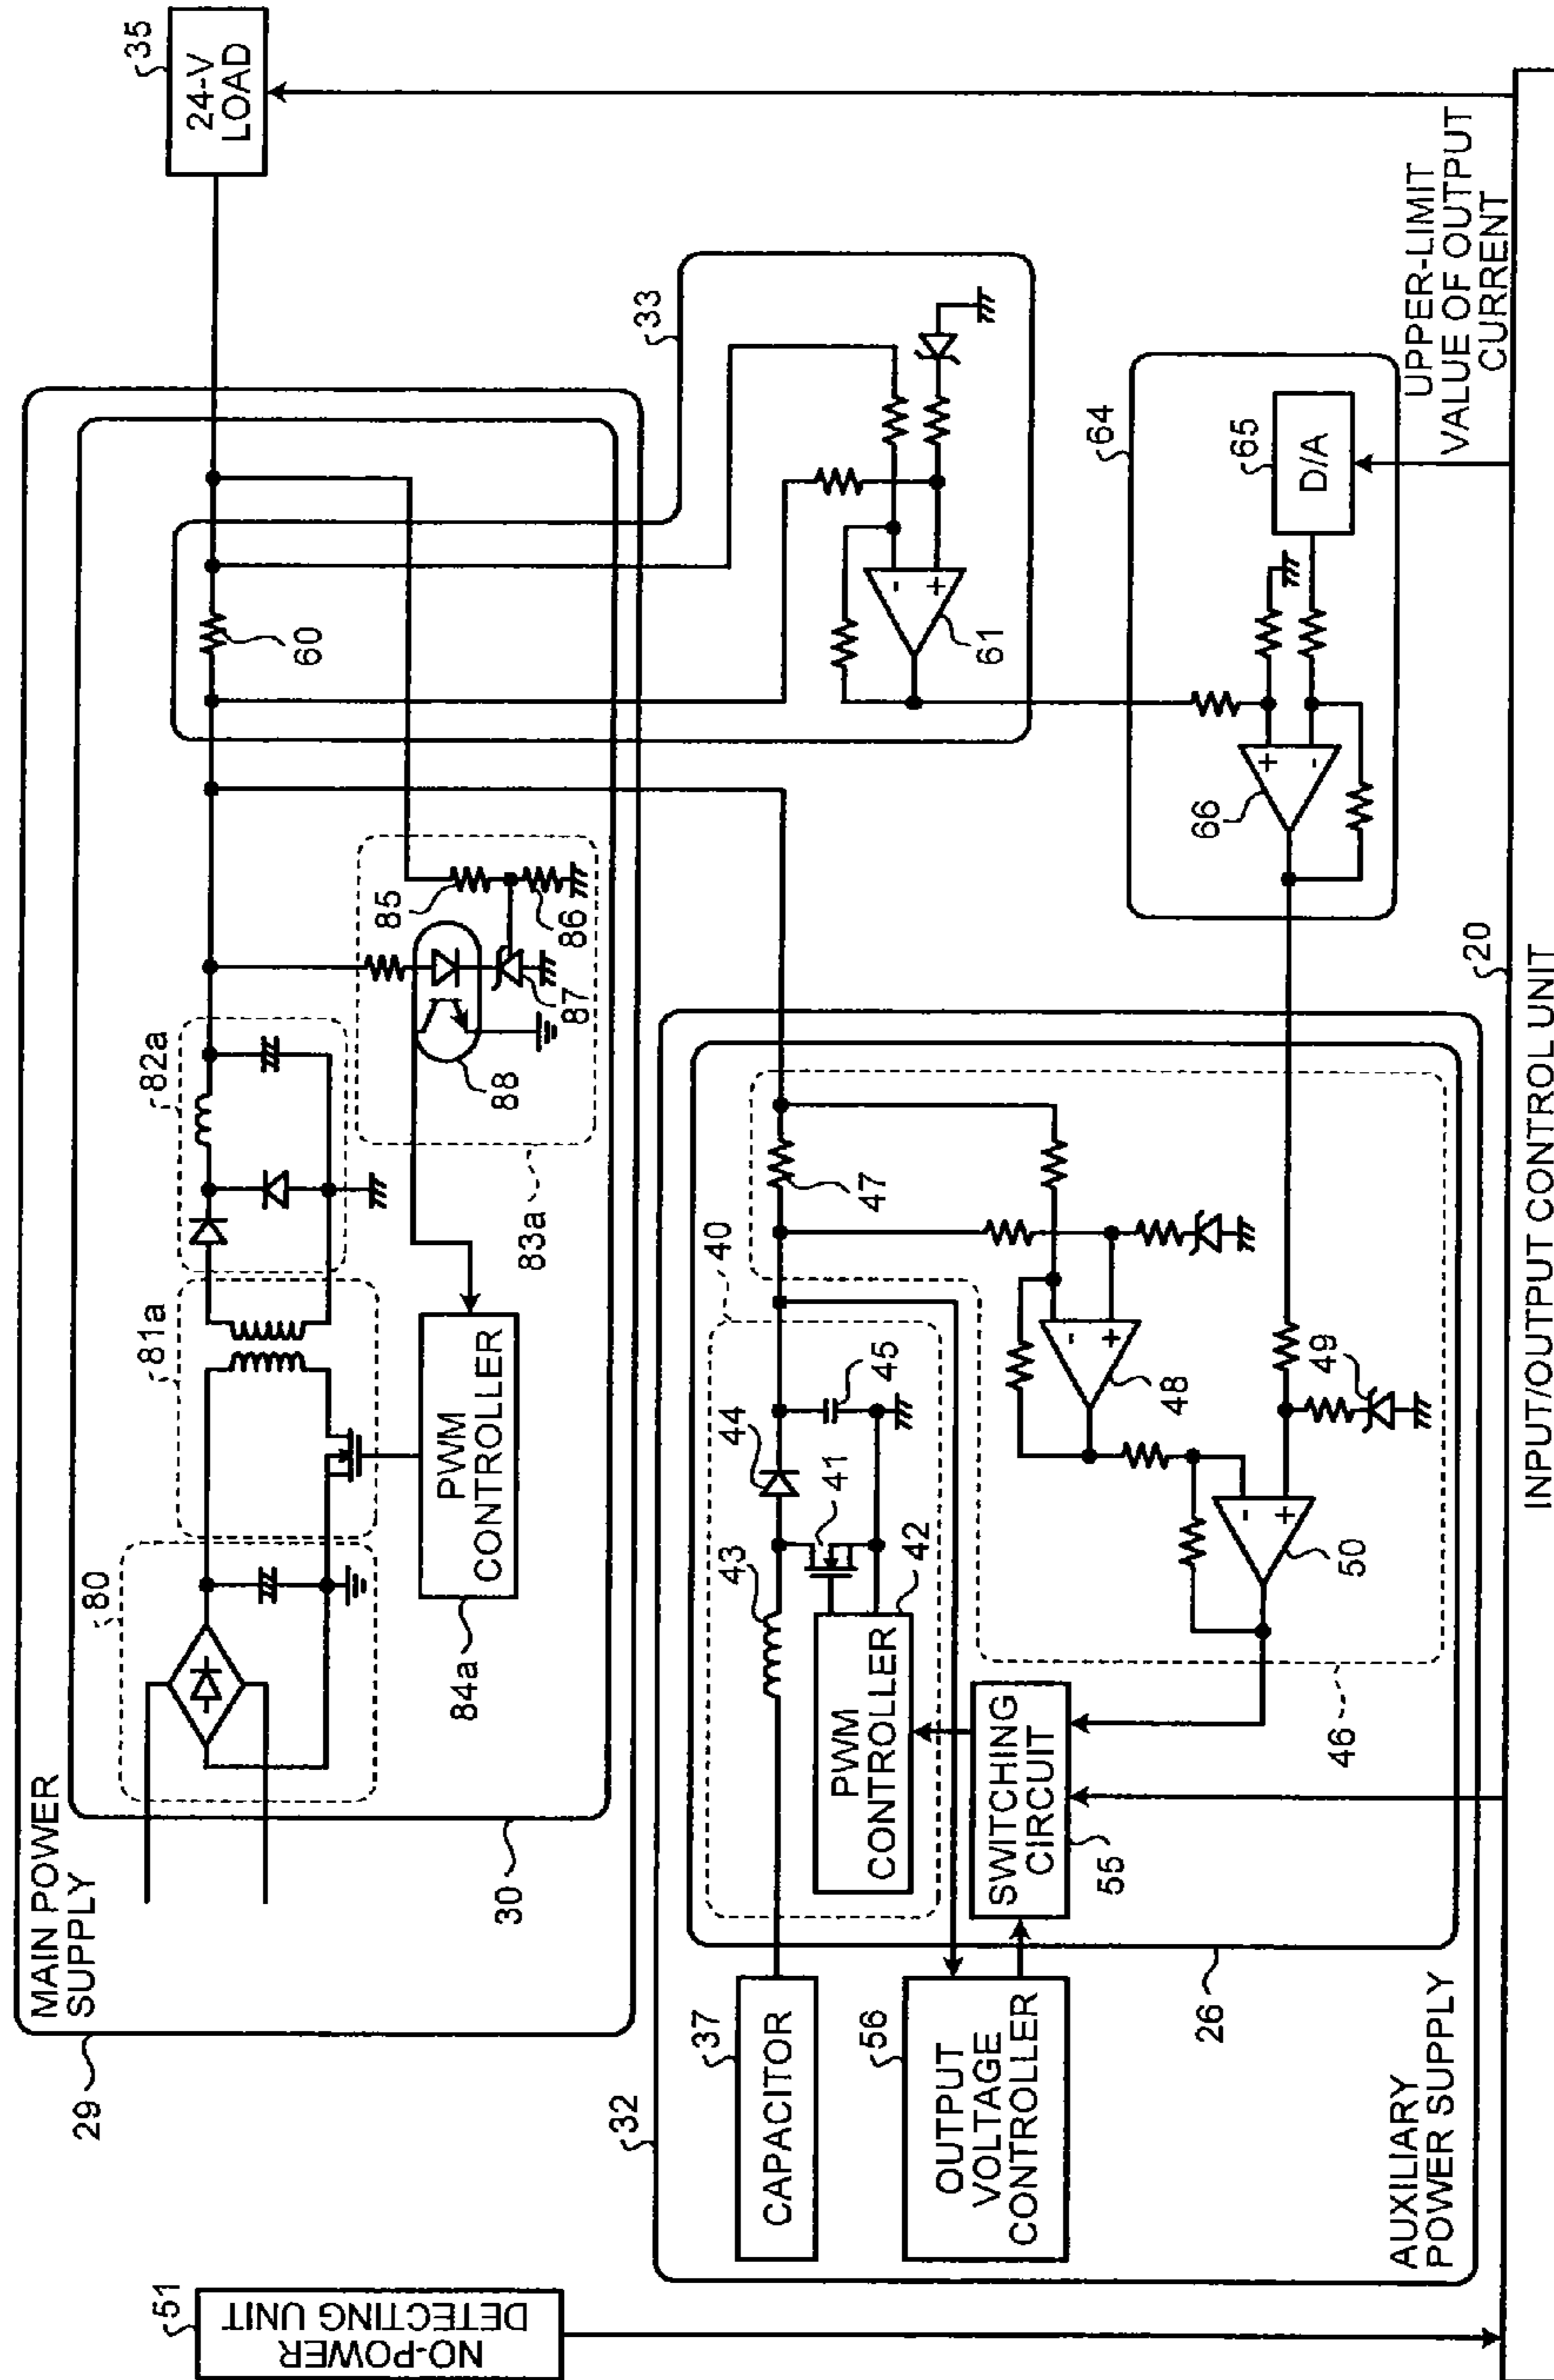 MAIN POWER
SUPPLY
29
30
80
81a
82a
83a
84a
PWM
CONTROLLER
85
86
87
88
60
33
61
35
24-V
LOAD
51
NO-POWER
DETECTING UNIT
32
37
CAPACITOR
56
OUTPUT
VOLTAGE
CONTROLLER
AUXILIARY
POWER SUPPLY
26
40
43
44
41
45
42
PWM
CONTROLLER
SWITCHING
CIRCUIT
55
46
47
-
+
48
49
-
+
50
-
+
64
65
D/A
66
+
-
UPPER-LIMIT
VALUE OF OUTPUT
CURRENT
20
INPUT/OUTPUT CONTROL UNIT